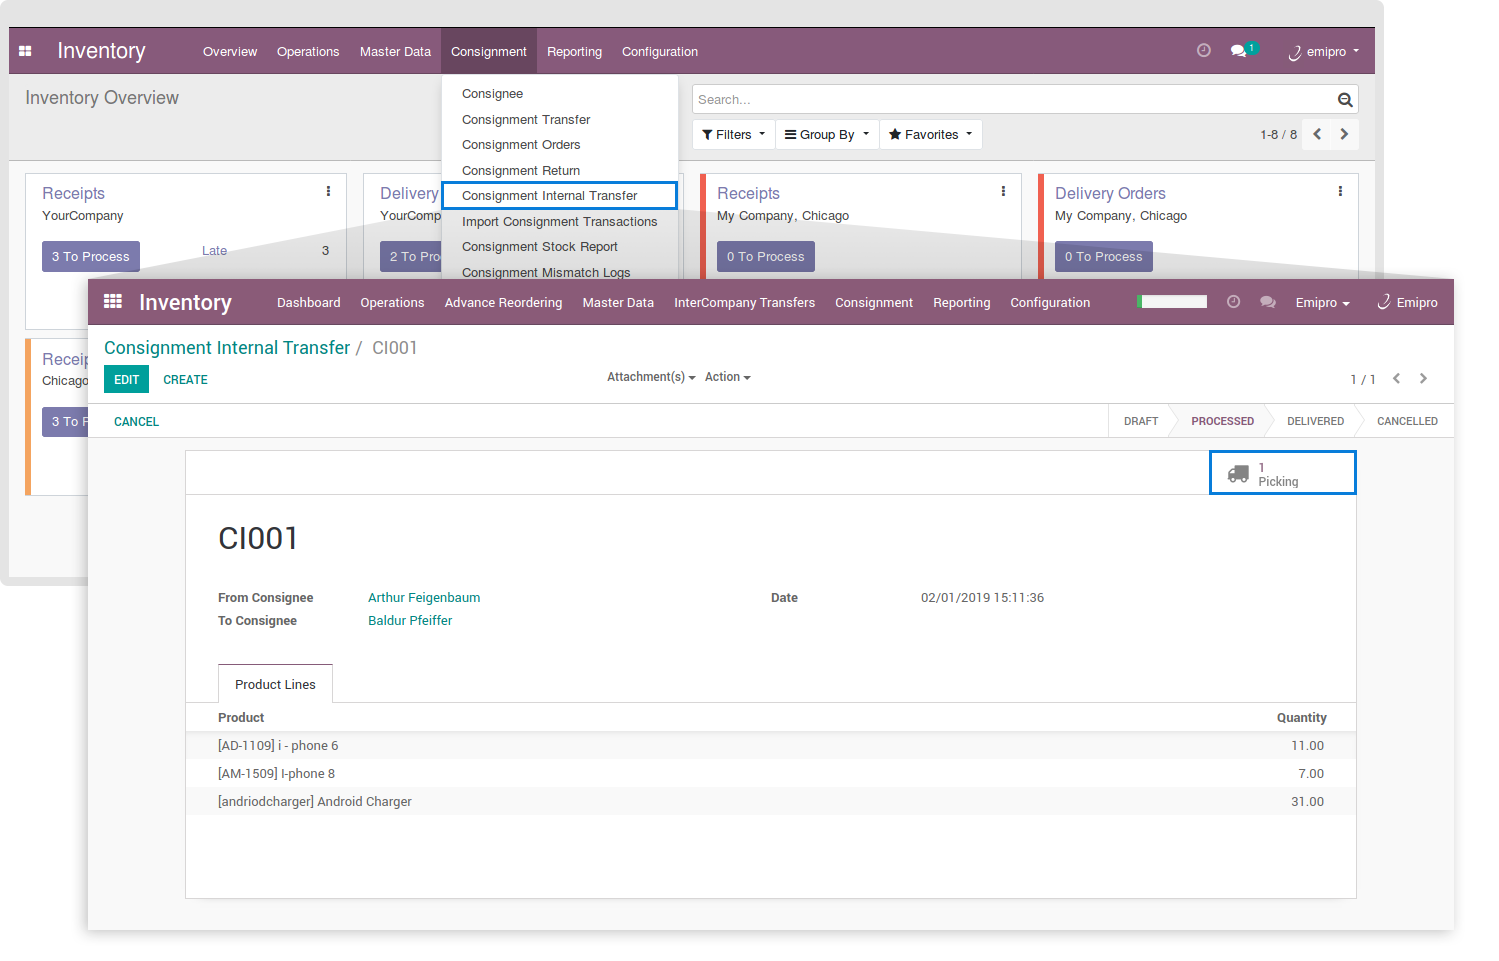 Inventory Overview Operations Master Data Consignment Reporting Configuration 1 emipro
Inventory Overview
Search...
Filters Group By Favorites 1-8 / 8
Consignee
Consignment Transfer
Consignment Orders
Consignment Return
Consignment Internal Transfer
Import Consignment Transactions
Consignment Stock Report
Consignment Mismatch Logs
Receipts
YourCompany
3 To Process Late 3
Delivery
YourComp
2 To Pro
Receipts
My Company, Chicago
0 To Process
Delivery Orders
My Company, Chicago
0 To Process
Receip
Chicago
3 To P
Inventory Dashboard Operations Advance Reordering Master Data InterCompany Transfers Consignment Reporting Configuration Emipro Emipro
Consignment Internal Transfer / CI001
EDIT CREATE Attachment(s) Action 1 / 1
CANCEL DRAFT PROCESSED DELIVERED CANCELLED
1
Picking
CI001
From Consignee Arthur Feigenbaum Date 02/01/2019 15:11:36
To Consignee Baldur Pfeiffer
Product Lines
Product Quantity
[AD-1109] i - phone 6 11.00
[AM-1509] I-phone 8 7.00
[andriodcharger] Android Charger 31.00